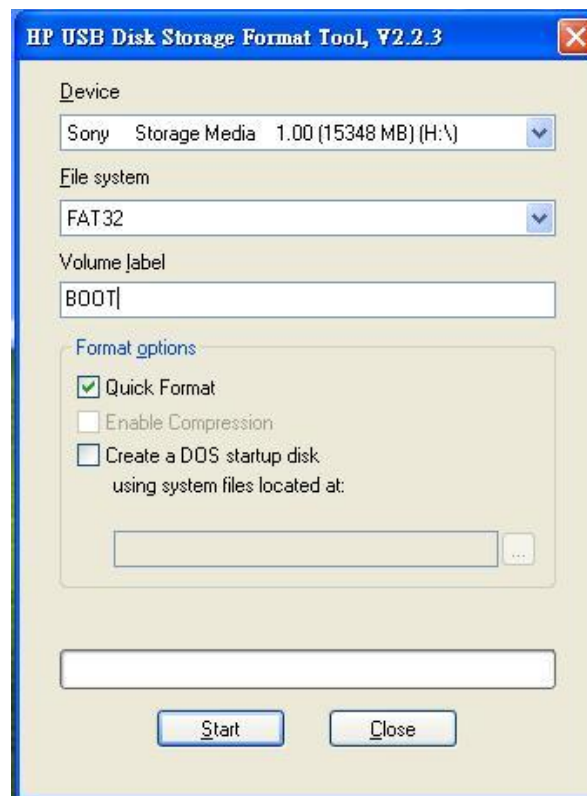 HP USB Disk Storage Format Tool, V2.2.3
Device
Sony Storage Media 1.00 (15348 MB) (H:\)
File system
FAT32
Volume label
BOOT
Format options
Quick Format
Enable Compression
Create a DOS startup disk
using system files located at:
...
Start Close